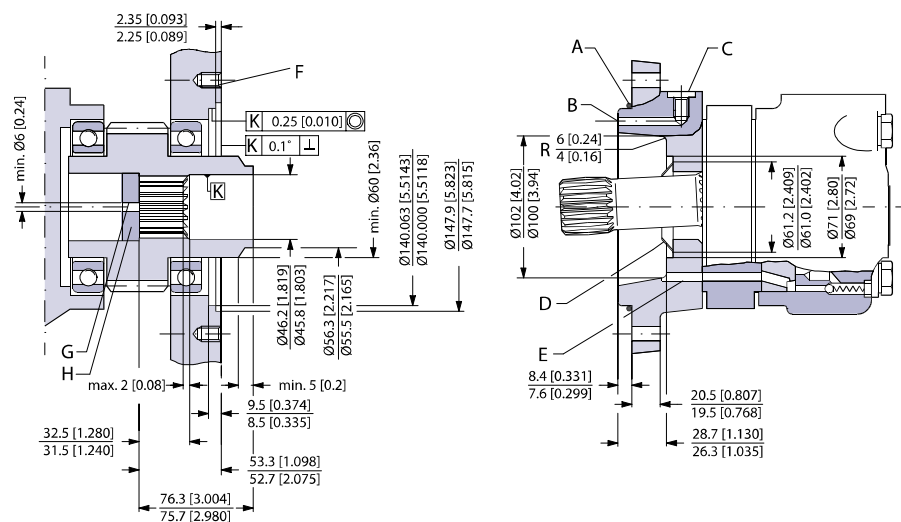 2.35 [0.093]
2.25 [0.089]
F
K 0.25 [0.010]
K 0.1°
K
min. Ø6 [0.24]
min. Ø60 [2.36]
Ø140.063 [5.5143]
Ø140.000 [5.5118]
Ø147.9 [5.823]
Ø147.7 [5.815]
Ø46.2 [1.819]
Ø45.8 [1.803]
Ø56.3 [2.217]
Ø55.5 [2.165]
G
H
max. 2 [0.08]
min. 5 [0.2]
9.5 [0.374]
8.5 [0.335]
32.5 [1.280]
31.5 [1.240]
53.3 [1.098]
52.7 [2.075]
76.3 [3.004]
75.7 [2.980]
A
C
B
R
6 [0.24]
4 [0.16]
Ø102 [4.02]
Ø100 [3.94]
Ø61.2 [2.409]
Ø61.0 [2.402]
Ø71 [2.80]
Ø69 [2.72]
D
E
8.4 [0.331]
7.6 [0.299]
20.5 [0.807]
19.5 [0.768]
28.7 [1.130]
26.3 [1.035]